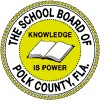 THE SCHOOL BOARD OF
KNOWLEDGE
IS POWER
POLK COUNTY, FLA.